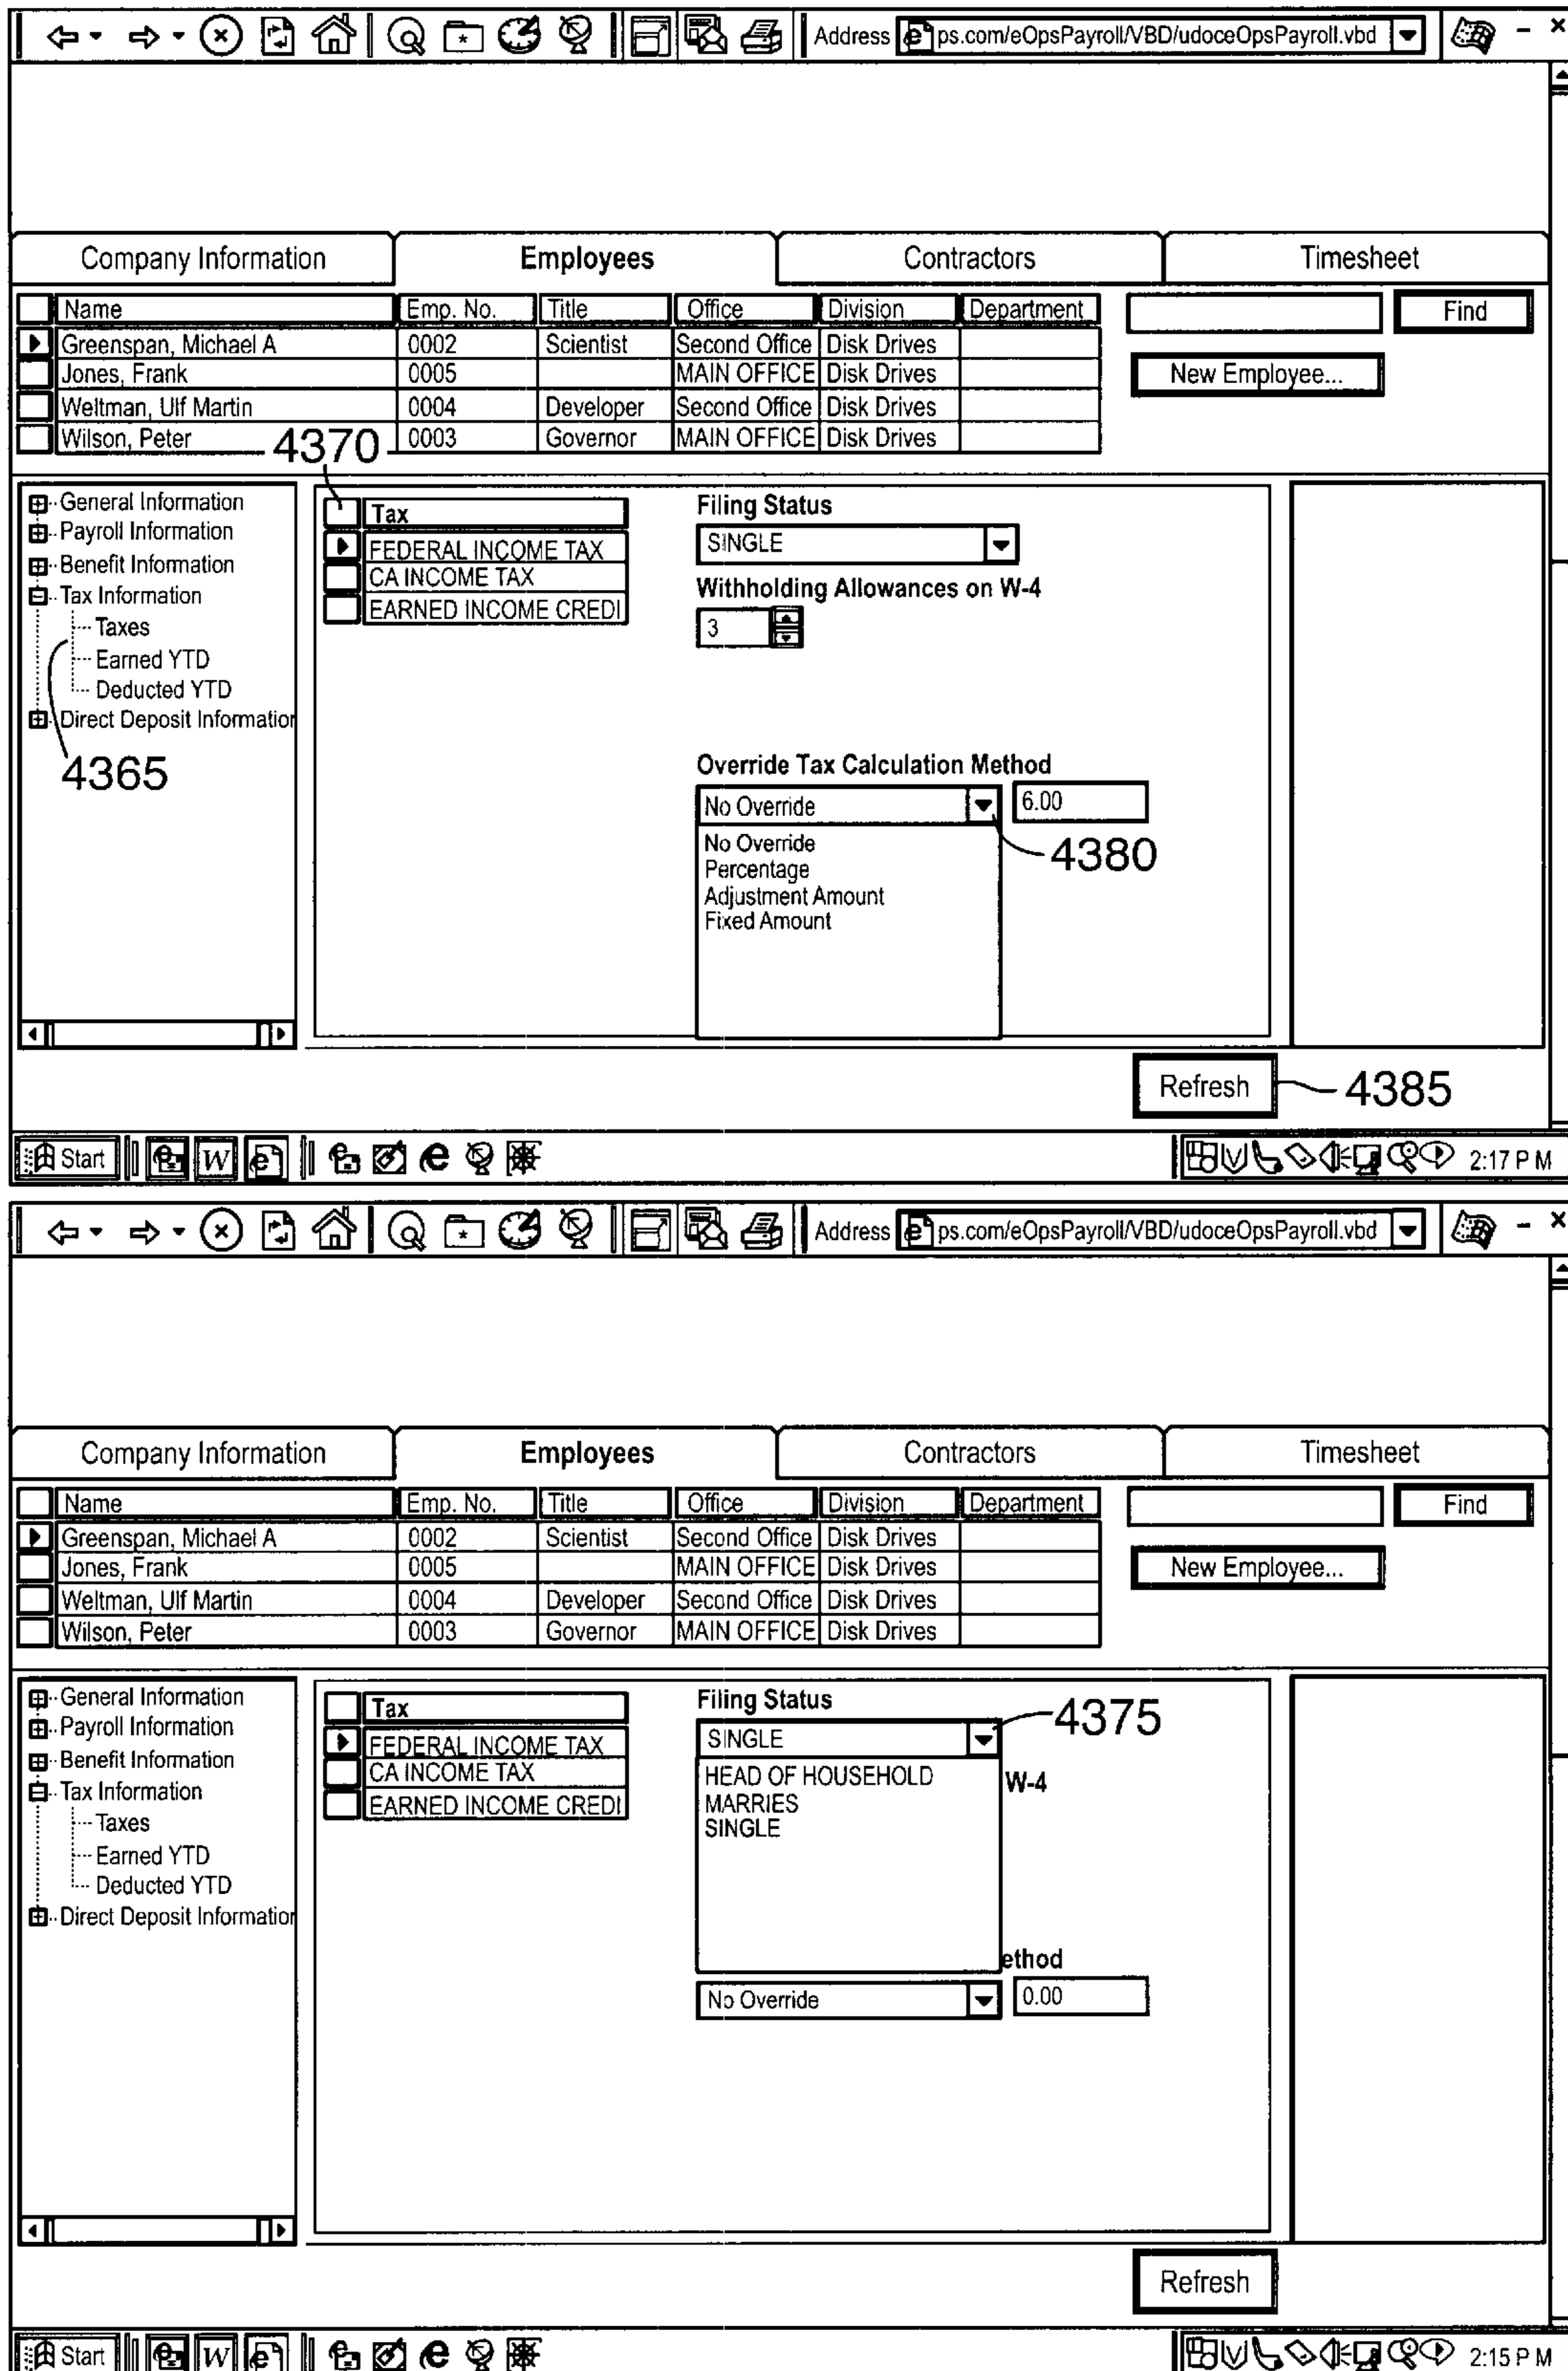 Address ps.com/eOpsPayroll/VBD/udoceOpsPayroll.vbd
Company Information Employees Contractors Timesheet
Name Emp. No. Title Office Division Department Find
Greenspan, Michael A 0002 Scientist Second Office Disk Drives
Jones, Frank 0005 MAIN OFFICE Disk Drives New Employee...
Weltman, Ulf Martin 0004 Developer Second Office Disk Drives
Wilson, Peter 0003 Governor MAIN OFFICE Disk Drives
4370
General Information Tax Filing Status
Payroll Information FEDERAL INCOME TAX SINGLE
Benefit Information CA INCOME TAX Withholding Allowances on W-4
Tax Information EARNED INCOME CREDI
Taxes 3
Earned YTD
Deducted YTD
Direct Deposit Information
4365 Override Tax Calculation Method
No Override 6.00
No Override 4380
Percentage
Adjustment Amount
Fixed Amount
Refresh 4385
Start W 2:17 PM
Address ps.com/eOpsPayroll/VBD/udoceOpsPayroll.vbd
Company Information Employees Contractors Timesheet
Name Emp. No. Title Office Division Department Find
Greenspan, Michael A 0002 Scientist Second Office Disk Drives
Jones, Frank 0005 MAIN OFFICE Disk Drives New Employee...
Weltman, Ulf Martin 0004 Developer Second Office Disk Drives
Wilson, Peter 0003 Governor MAIN OFFICE Disk Drives
General Information Tax Filing Status 4375
Payroll Information FEDERAL INCOME TAX SINGLE
Benefit Information CA INCOME TAX HEAD OF HOUSEHOLD W-4
Tax Information EARNED INCOME CREDI MARRIES
Taxes SINGLE
Earned YTD
Deducted YTD
Direct Deposit Information
ethod
No Override 0.00
Refresh
Start W 2:15 PM